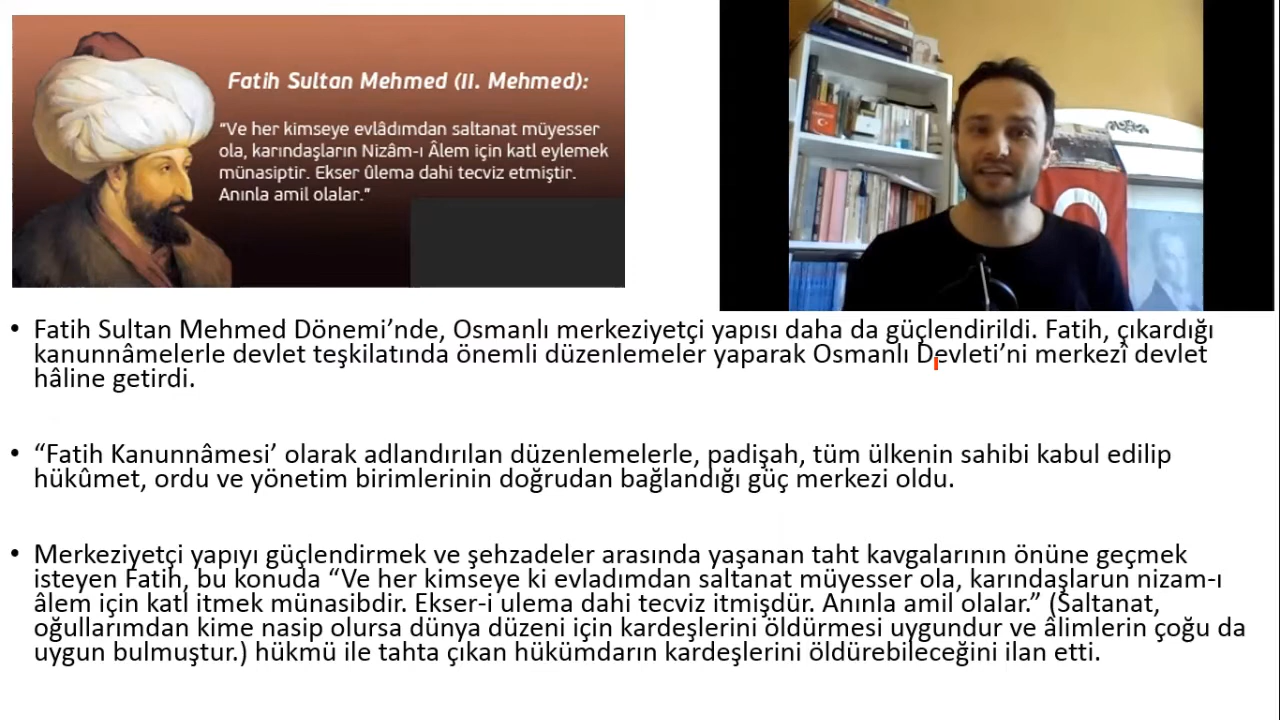 Fatih Sultan Mehmed (II. Mehmed):
“Ve her kimseye evlâdımdan saltanat müyesser
ola, karındaşların Nizâm-ı Âlem için katl eylemek
münasiptir. Ekser ûlema dahi tecviz etmiştir.
Anınla amil olalar.”
• Fatih Sultan Mehmed Dönemi’nde, Osmanlı merkeziyetçi yapısı daha da güçlendirildi. Fatih, çıkardığı
kanunnâmelerle devlet teşkilatında önemli düzenlemeler yaparak Osmanlı Devleti’ni merkezî devlet
hâline getirdi.
• “Fatih Kanunnâmesi’ olarak adlandırılan düzenlemelerle, padişah, tüm ülkenin sahibi kabul edilip
hükûmet, ordu ve yönetim birimlerinin doğrudan bağlandığı güç merkezi oldu.
• Merkeziyetçi yapıyı güçlendirmek ve şehzadeler arasında yaşanan taht kavgalarının önüne geçmek
isteyen Fatih, bu konuda “Ve her kimseye ki evladımdan saltanat müyesser ola, karındaşlarun nizam-ı
âlem için katl itmek münasibdir. Ekser-i ulema dahi tecviz itmişdür. Anınla amil olalar.” (Saltanat,
oğullarımdan kime nasip olursa dünya düzeni için kardeşlerini öldürmesi uygundur ve âlimlerin çoğu da
uygun bulmuştur.) hükmü ile tahta çıkan hükümdarın kardeşlerini öldürebileceğini ilan etti.